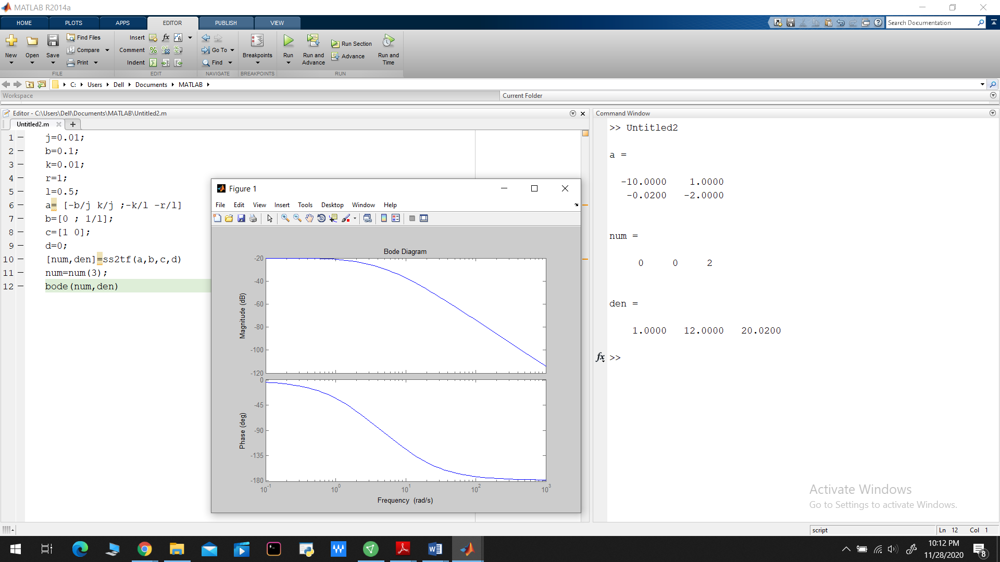 MATLAB R2014a
HOME PLOTS APPS EDITOR PUBLISH VIEW
Search Documentation
New Open Save Find Files Compare Print
FILE
Insert Comment Indent fx
EDIT
Go To Find
NAVIGATE
Breakpoints
BREAKPOINTS
Run Run and Advance Run Section Advance Run and Time
RUN
C: Users Dell Documents MATLAB
Workspace
Current Folder
Editor - C:\Users\Dell\Documents\MATLAB\Untitled2.m
Untitled2.m
1 j=0.01;
2 b=0.1;
3 k=0.01;
4 r=1;
5 l=0.5;
6 a= [-b/j k/j ;-k/l -r/l]
7 b=[0 ; 1/l];
8 c=[1 0];
9 d=0;
10 [num,den]=ss2tf(a,b,c,d)
11 num=num(3);
12 bode(num,den)
Figure 1
File Edit View Insert Tools Desktop Window Help
Bode Diagram
Magnitude (dB)
-20
-40
-60
-80
-100
-120
Phase (deg)
0
-45
-90
-135
-180
10^-1 10^0 10^1 10^2 10^3
Frequency (rad/s)
Command Window
>> Untitled2
a =
-10.0000 1.0000
-0.0200 -2.0000
num =
0 0 2
den =
1.0000 12.0000 20.0200
fx >>
Activate Windows
Go to Settings to activate Windows.
script
Ln 12 Col 1
10:12 PM
11/28/2020
8